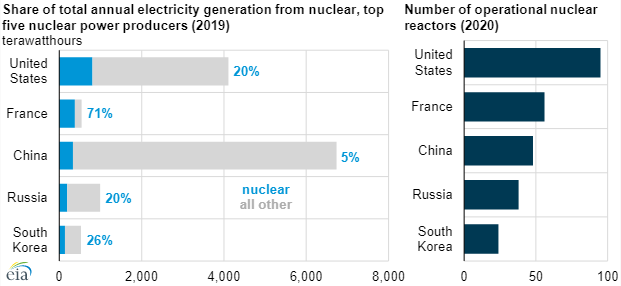 Share of total annual electricity generation from nuclear, top
five nuclear power producers (2019)
terawatthours
United
States
20%
France
71%
China
5%
Russia
20%
nuclear
all other
South
Korea
26%
0
2,000
4,000
6,000
8,000
eia
Number of operational nuclear
reactors (2020)
United
States
France
China
Russia
South
Korea
0
50
100